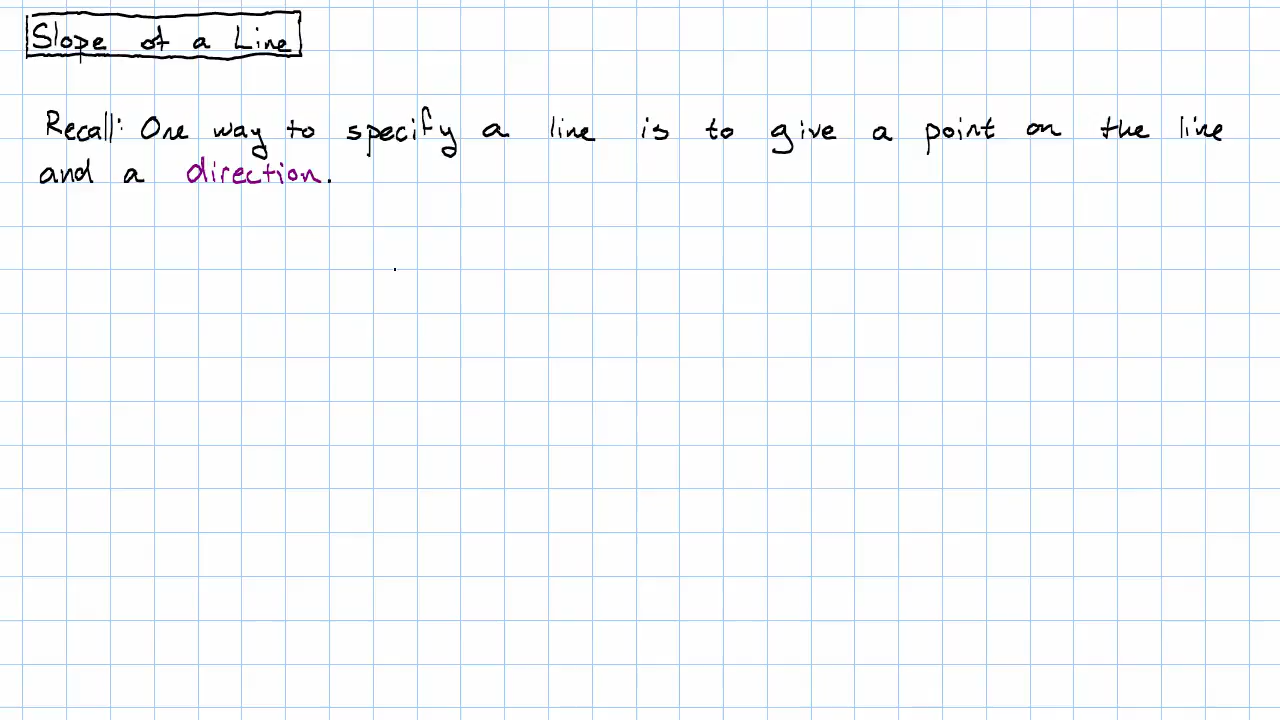 Slope of a Line
Recall: One way to specify a line is to give a point on the line
and a direction.